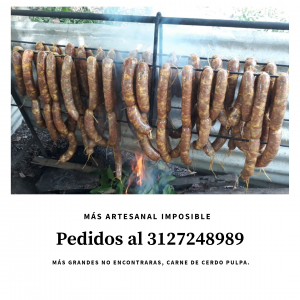 MÁS ARTESANAL IMPOSIBLE
Pedidos al 3127248989
MÁS GRANDES NO ENCONTRARAS, CARNE DE CERDO PULPA.